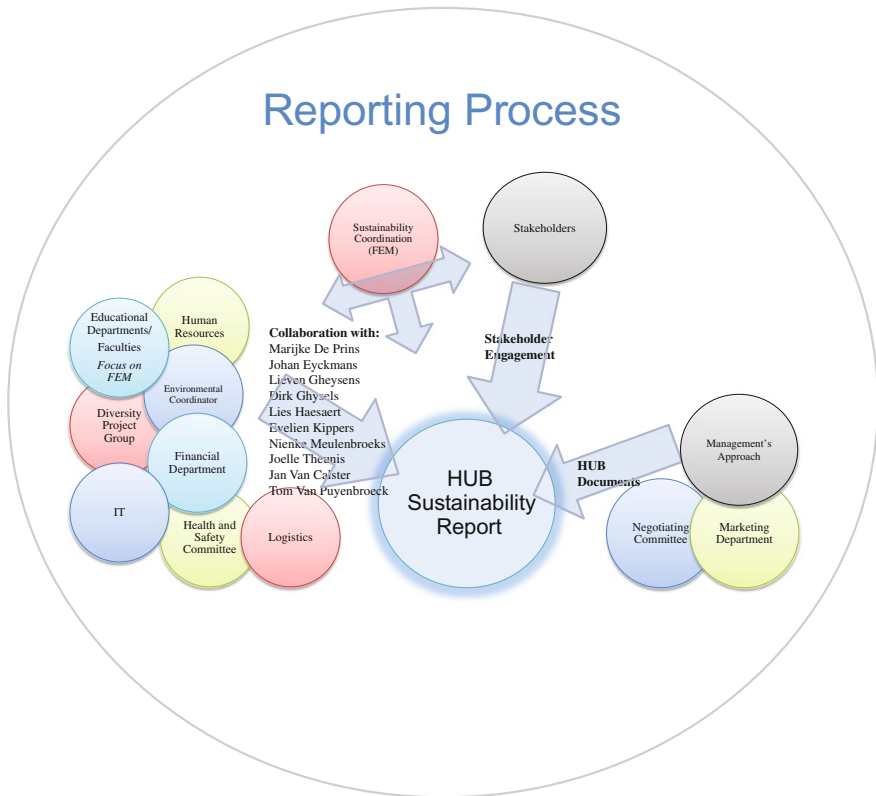 Reporting Process
Sustainability
Coordination
(FEM)
Stakeholders
Educational
Departments/
Faculties
Focus on
FEM
Human
Resources
Environmental
Coordinator
Diversity
Project
Group
Financial
Department
IT
Health and
Safety
Committee
Logistics
Collaboration with:
Marijke De Prins
Johan Eyckmans
Lieven Gheysens
Dirk Ghysels
Lies Haesaert
Evelien Kippers
Nienke Meulenbroeks
Joelle Theunis
Jan Van Calster
Tom Van Puyenbroeck
Stakeholder
Engagement
HUB
Sustainability
Report
HUB
Documents
Management's
Approach
Negotiating
Committee
Marketing
Department